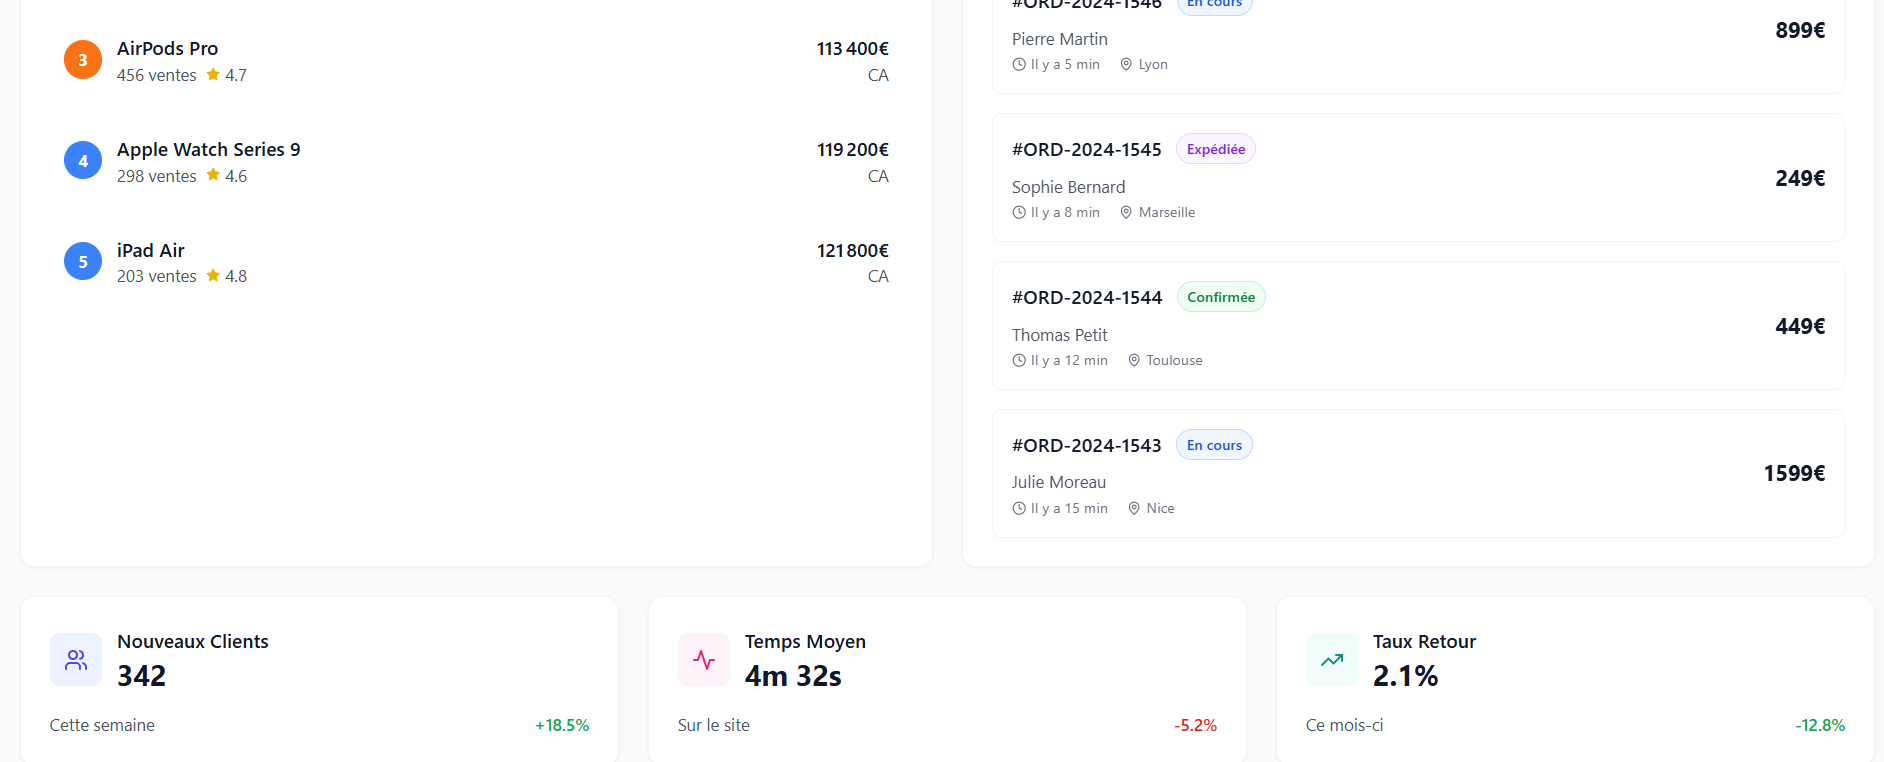 3
AirPods Pro
456 ventes 4.7
113 400€
CA
4
Apple Watch Series 9
298 ventes 4.6
119 200€
CA
5
iPad Air
203 ventes 4.8
121 800€
CA
#ORD-2024-1546 En cours
Pierre Martin
Il y a 5 min Lyon
899€
#ORD-2024-1545 Expédiée
Sophie Bernard
Il y a 8 min Marseille
249€
#ORD-2024-1544 Confirmée
Thomas Petit
Il y a 12 min Toulouse
449€
#ORD-2024-1543 En cours
Julie Moreau
Il y a 15 min Nice
1599€
Nouveaux Clients
342
Cette semaine +18.5%
Temps Moyen
4m 32s
Sur le site -5.2%
Taux Retour
2.1%
Ce mois-ci -12.8%